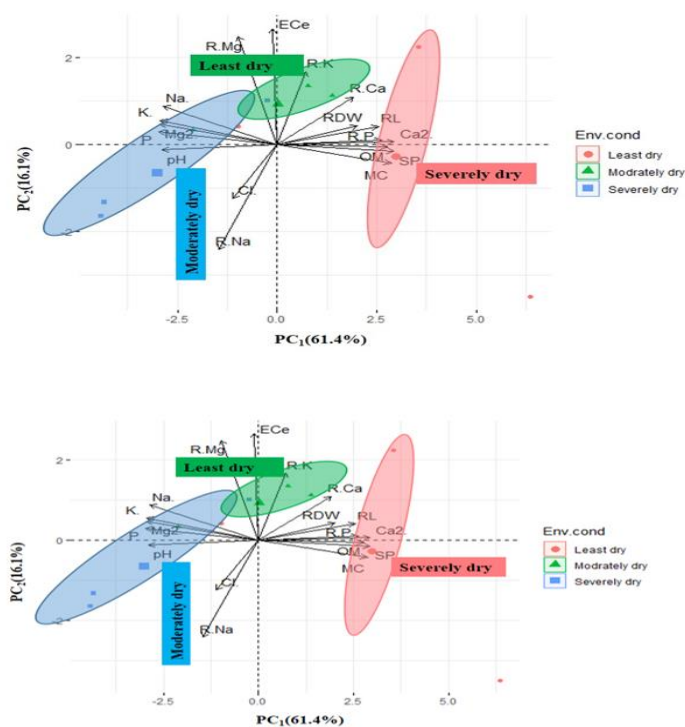 ECe
R.Mg
2
Least dry
R.K
R.Ca
Na.
K.
RDW
RL
Mg2
P.
R.P
Ca2.
0
pH
OM
SP
MC
Severely dry
Cl.
Moderately dry
R.Na
2
PC2(16.1%)
-2.5
0.0
2.5
5.0
PC1(61.4%)
Env.cond
Least dry
Modrately dry
Severely dry
ECe
R.Mg
2
Least dry
R.K
R.Ca
Na.
K.
RDW
RL
Mg2
P.
R.P
Ca2.
0
pH
OM
SP
MC
Severely dry
Cl.
Moderately dry
R.Na
2
-2.5
0.0
2.5
5.0
PC1(61.4%)
Env.cond
Least dry
Modrately dry
Severely dry